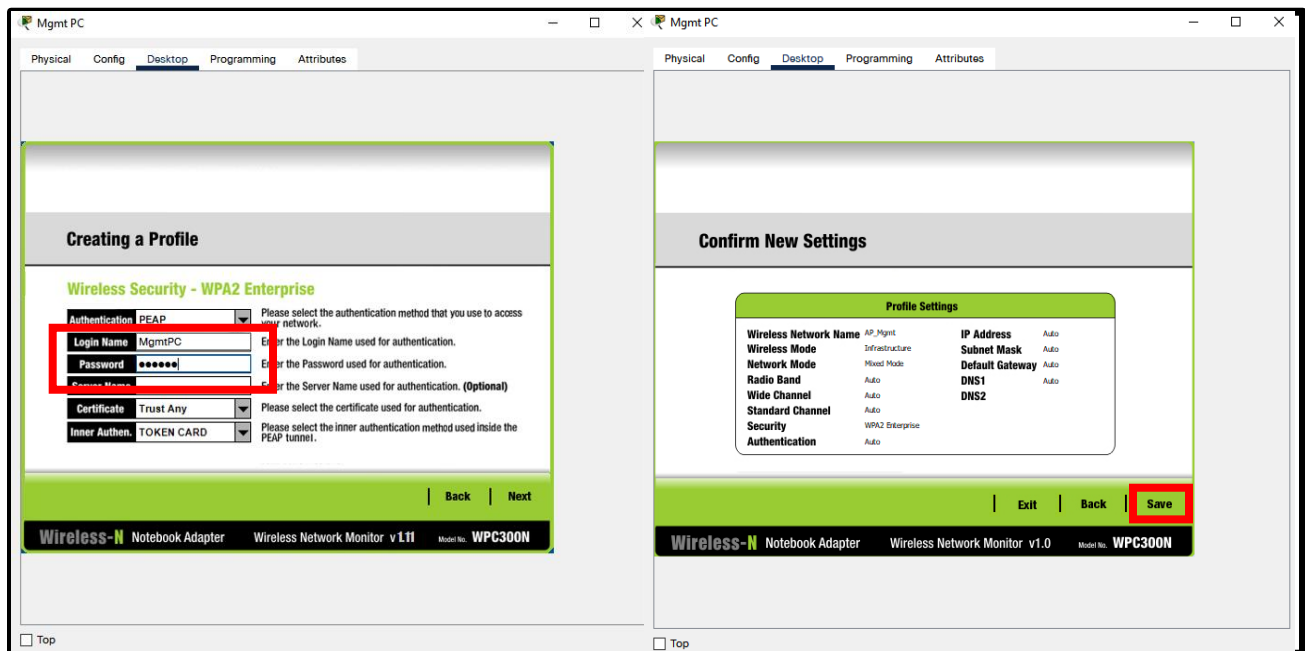 Mgmt PC
Physical Config Desktop Programming Attributes
Creating a Profile
Wireless Security - WPA2 Enterprise
Authentication PEAP Please select the authentication method that you use to access
your network.
Login Name MgmtPC Enter the Login Name used for authentication.
Password ●●●●●● Enter the Password used for authentication.
Server Name Enter the Server Name used for authentication. (Optional)
Certificate Trust Any Please select the certificate used for authentication.
Inner Authen. TOKEN CARD Please select the inner authentication method used inside the
PEAP tunnel.
Back Next
Wireless-N Notebook Adapter Wireless Network Monitor v1.11 Model No. WPC300N
Top
Mgmt PC
Physical Config Desktop Programming Attributes
Confirm New Settings
Profile Settings
Wireless Network Name AP_Mgmt IP Address Auto
Wireless Mode Infrastructure Subnet Mask Auto
Network Mode Mixed Mode Default Gateway Auto
Radio Band Auto DNS1 Auto
Wide Channel Auto DNS2
Standard Channel Auto
Security WPA2 Enterprise
Authentication Auto
Exit Back Save
Wireless-N Notebook Adapter Wireless Network Monitor v1.0 Model No. WPC300N
Top